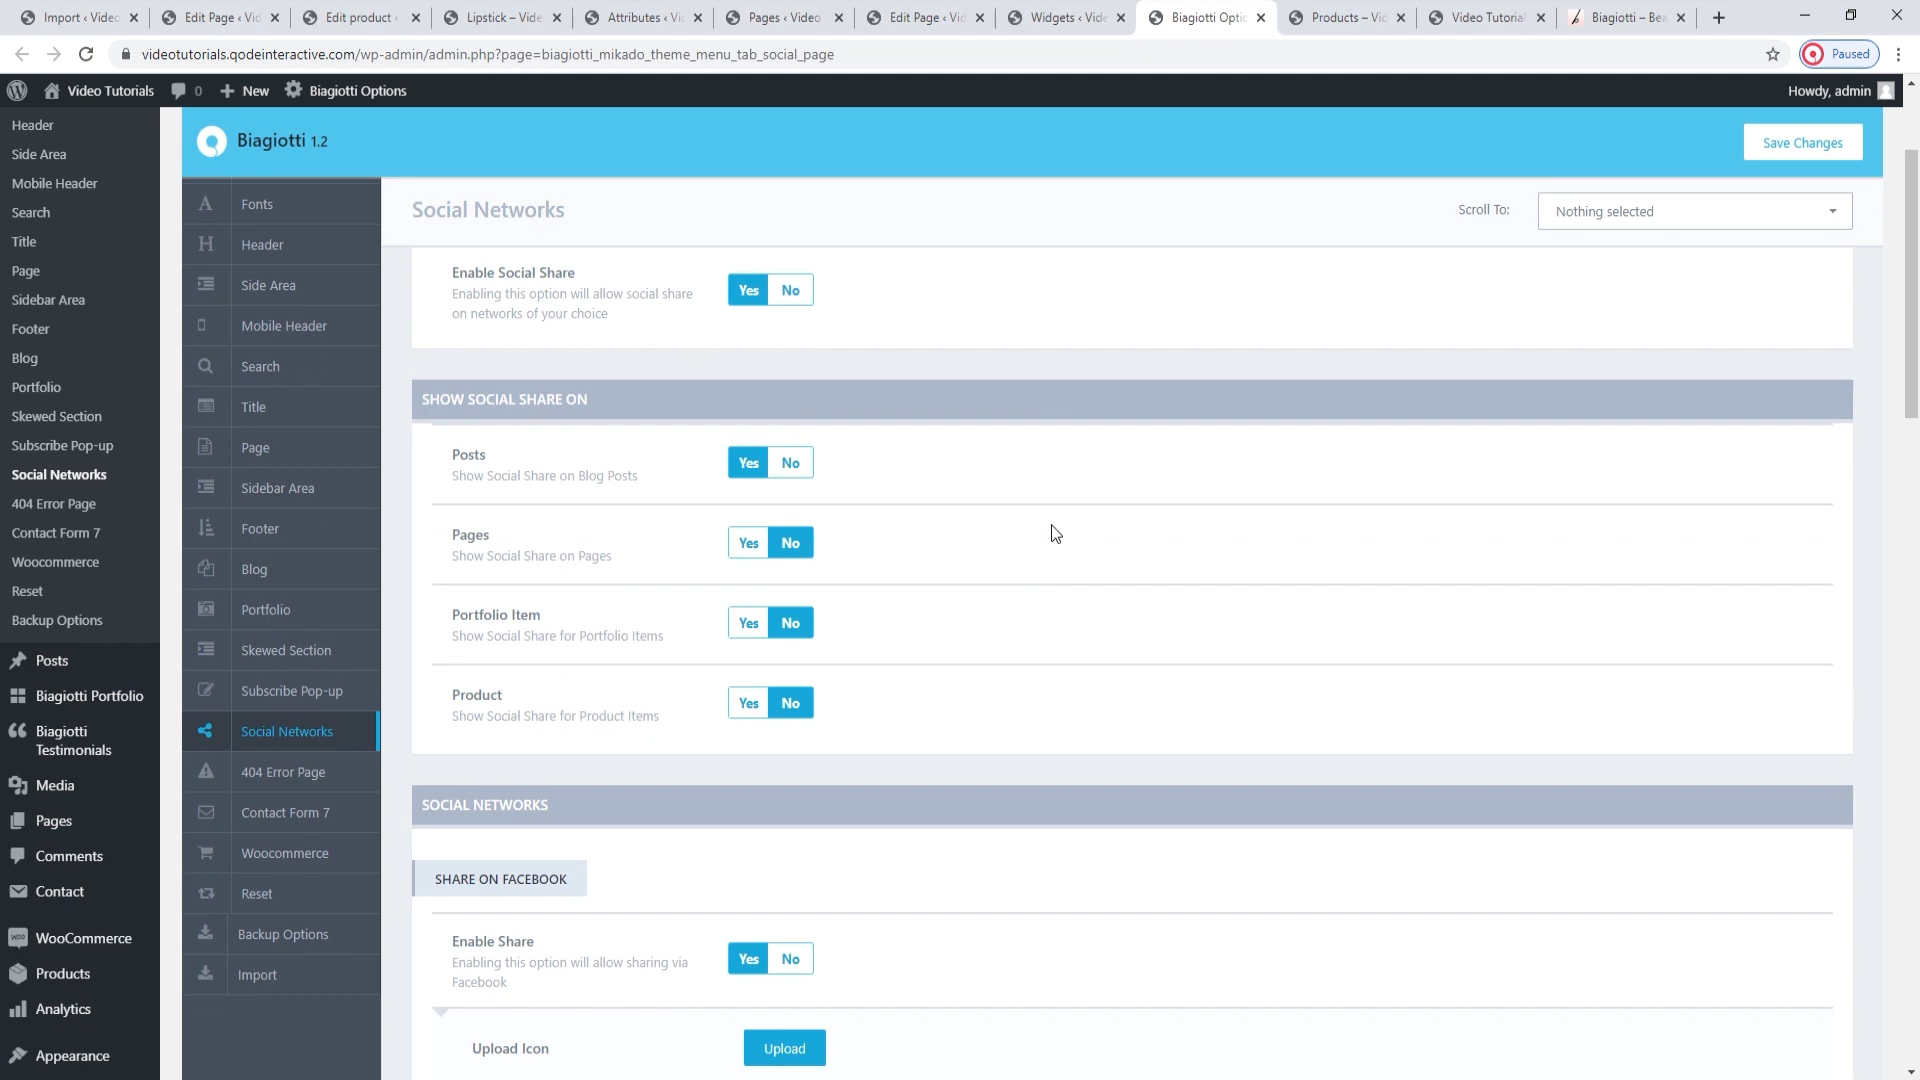 Import ‹ Videc
Edit Page ‹ Vic
Edit product ‹
Lipstick – Vide
Attributes ‹ Vi
Pages ‹ Video
Edit Page ‹ Vid
Widgets ‹ Vide
Biagiotti Optic
Products – Vid
Video Tutorial
Biagiotti – Bea
videotutorials.qodeinteractive.com/wp-admin/admin.php?page=biagiotti_mikado_theme_menu_tab_social_page
Paused
Video Tutorials
0
New
Biagiotti Options
Howdy, admin
Header
Side Area
Mobile Header
Search
Title
Page
Sidebar Area
Footer
Blog
Portfolio
Skewed Section
Subscribe Pop-up
Social Networks
404 Error Page
Contact Form 7
Woocommerce
Reset
Backup Options
Posts
Biagiotti Portfolio
Biagiotti
Testimonials
Media
Pages
Comments
Contact
WooCommerce
Products
Analytics
Appearance
Biagiotti 1.2
Save Changes
Fonts
Header
Side Area
Mobile Header
Search
Title
Page
Sidebar Area
Footer
Blog
Portfolio
Skewed Section
Subscribe Pop-up
Social Networks
404 Error Page
Contact Form 7
Woocommerce
Reset
Backup Options
Import
Social Networks
Scroll To:
Nothing selected
Enable Social Share
Enabling this option will allow social share
on networks of your choice
Yes No
SHOW SOCIAL SHARE ON
Posts
Show Social Share on Blog Posts
Yes No
Pages
Show Social Share on Pages
Yes No
Portfolio Item
Show Social Share for Portfolio Items
Yes No
Product
Show Social Share for Product Items
Yes No
SOCIAL NETWORKS
SHARE ON FACEBOOK
Enable Share
Enabling this option will allow sharing via
Facebook
Yes No
Upload Icon
Upload